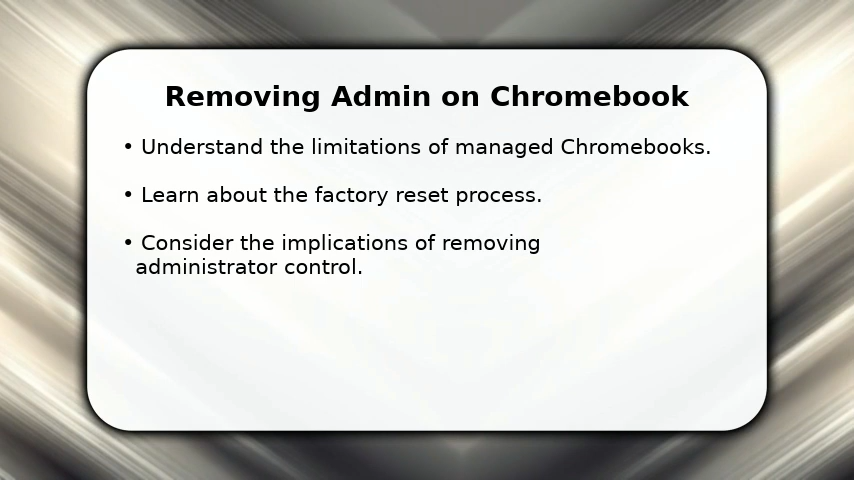 Removing Admin on Chromebook
• Understand the limitations of managed Chromebooks.
• Learn about the factory reset process.
• Consider the implications of removing
administrator control.